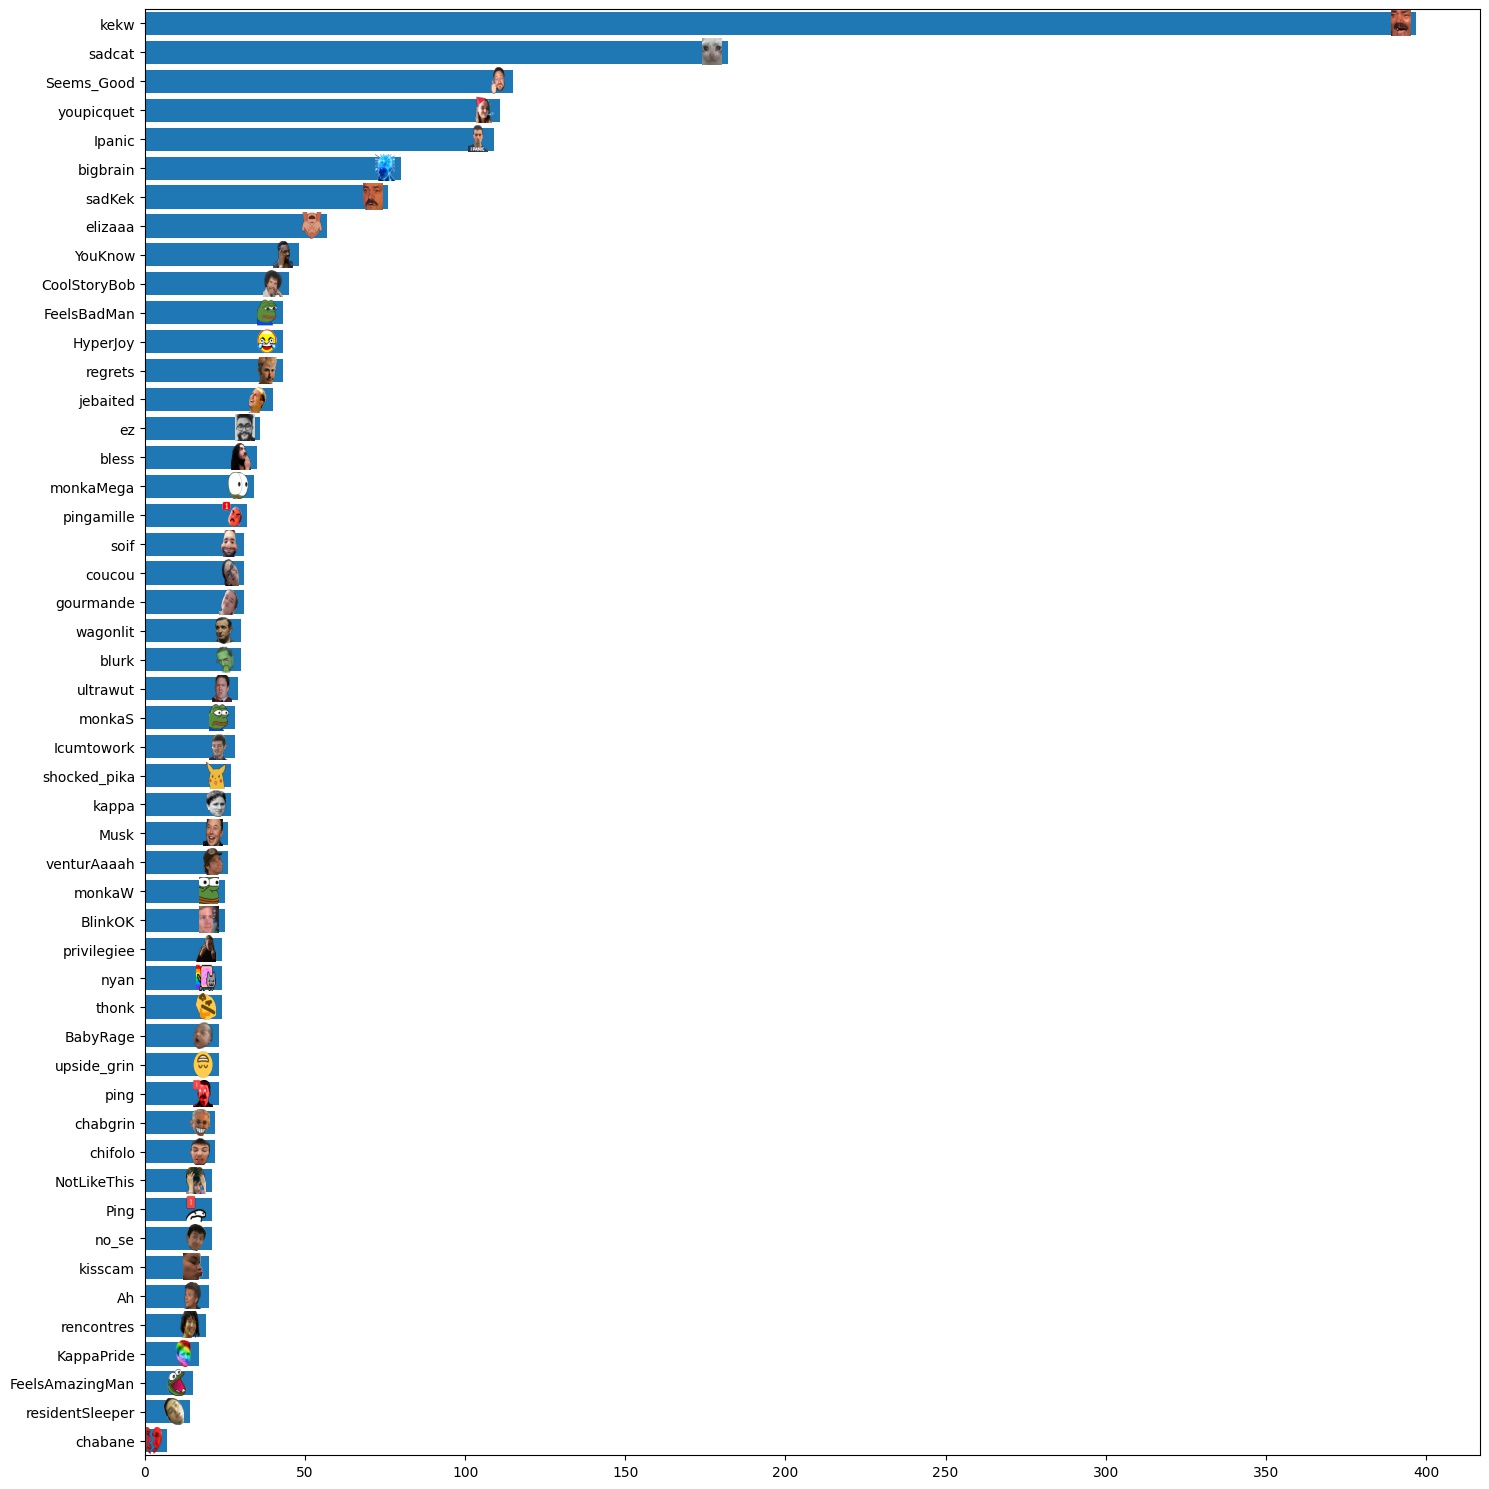 kekw
sadcat
Seems_Good
youpicquet
Ipanic
I PANIC
bigbrain
sadKek
elizaaa
YouKnow
CoolStoryBob
FeelsBadMan
HyperJoy
regrets
jebaited
ez
bless
monkaMega
pingamille
1
soif
coucou
gourmande
wagonlit
blurk
ultrawut
monkaS
Icumtowork
shocked_pika
kappa
Musk
venturAaaah
monkaW
BlinkOK
privilegiee
nyan
thonk
BabyRage
upside_grin
ping
chabgrin
chifolo
NotLikeThis
Ping
no_se
kisscam
Ah
rencontres
KappaPride
FeelsAmazingMan
residentSleeper
chabane
0 50 100 150 200 250 300 350 400